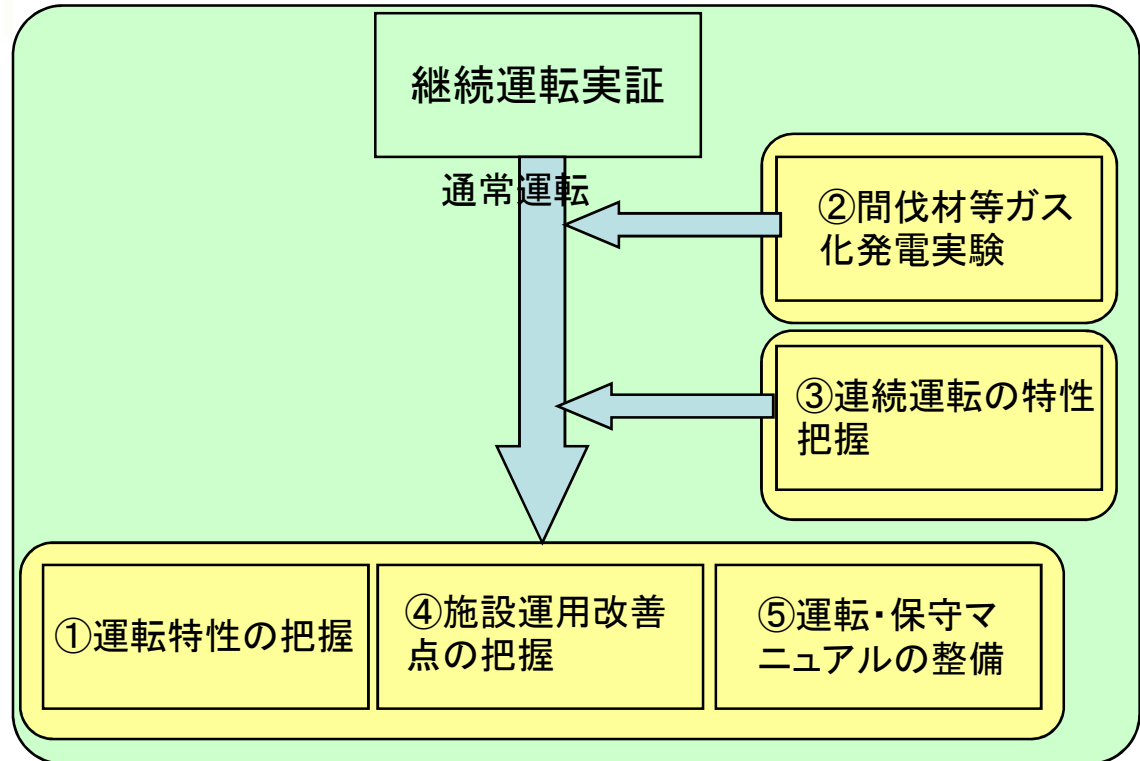 継続運転実証
通常運転
②間伐材等ガス
化発電実験
③連続運転の特性
把握
①運転特性の把握
④施設運用改善
点の把握
⑤運転・保守マ
ニュアルの整備